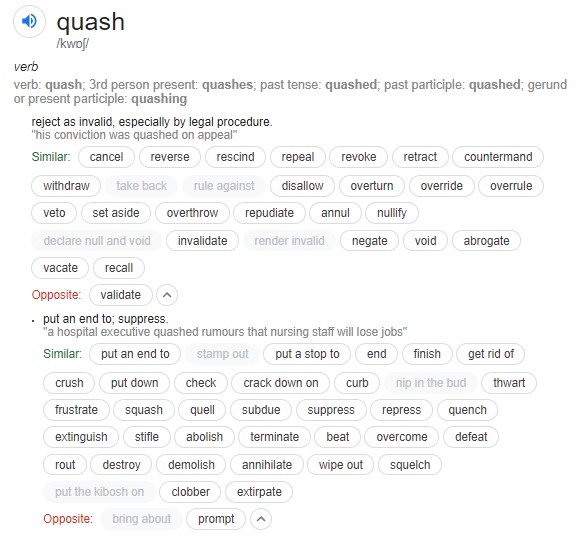 quash
/kwɒʃ/
verb
verb: quash; 3rd person present: quashes; past tense: quashed; past participle: quashed; gerund
or present participle: quashing
reject as invalid, especially by legal procedure.
"his conviction was quashed on appeal"
Similar: cancel reverse rescind repeal revoke retract countermand
withdraw take back rule against disallow overturn override overrule
veto set aside overthrow repudiate annul nullify
declare null and void invalidate render invalid negate void abrogate
vacate recall
Opposite: validate
• put an end to; suppress.
"a hospital executive quashed rumours that nursing staff will lose jobs"
Similar: put an end to stamp out put a stop to end finish get rid of
crush put down check crack down on curb nip in the bud thwart
frustrate squash quell subdue suppress repress quench
extinguish stifle abolish terminate beat overcome defeat
rout destroy demolish annihilate wipe out squelch
put the kibosh on clobber extirpate
Opposite: bring about prompt